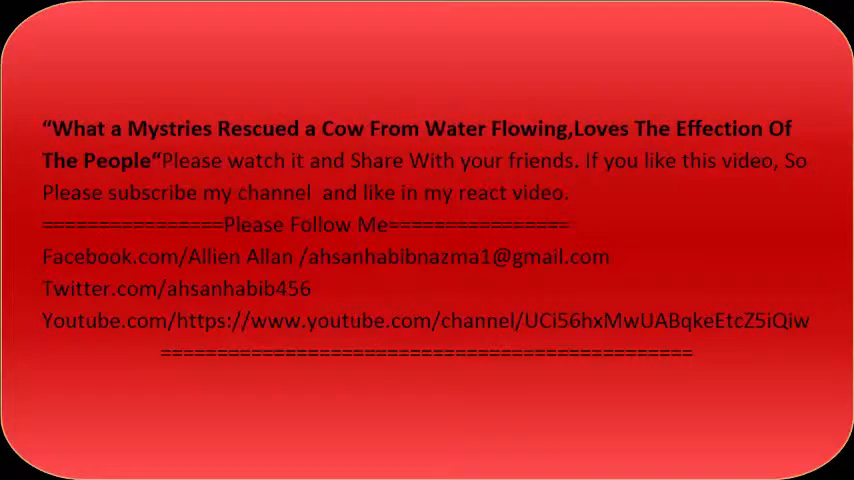 “What a Mystries Rescued a Cow From Water Flowing,Loves The Effection Of
The People“Please watch it and Share With your friends. If you like this video, So
Please subscribe my channel  and like in my react video.
================Please Follow Me================
Facebook.com/Allien Allan /ahsanhabibnazma1@gmail.com
Twitter.com/ahsanhabib456
Youtube.com/https://www.youtube.com/channel/UCi56hxMwUABqkeEtcZ5iQiw
===============================================